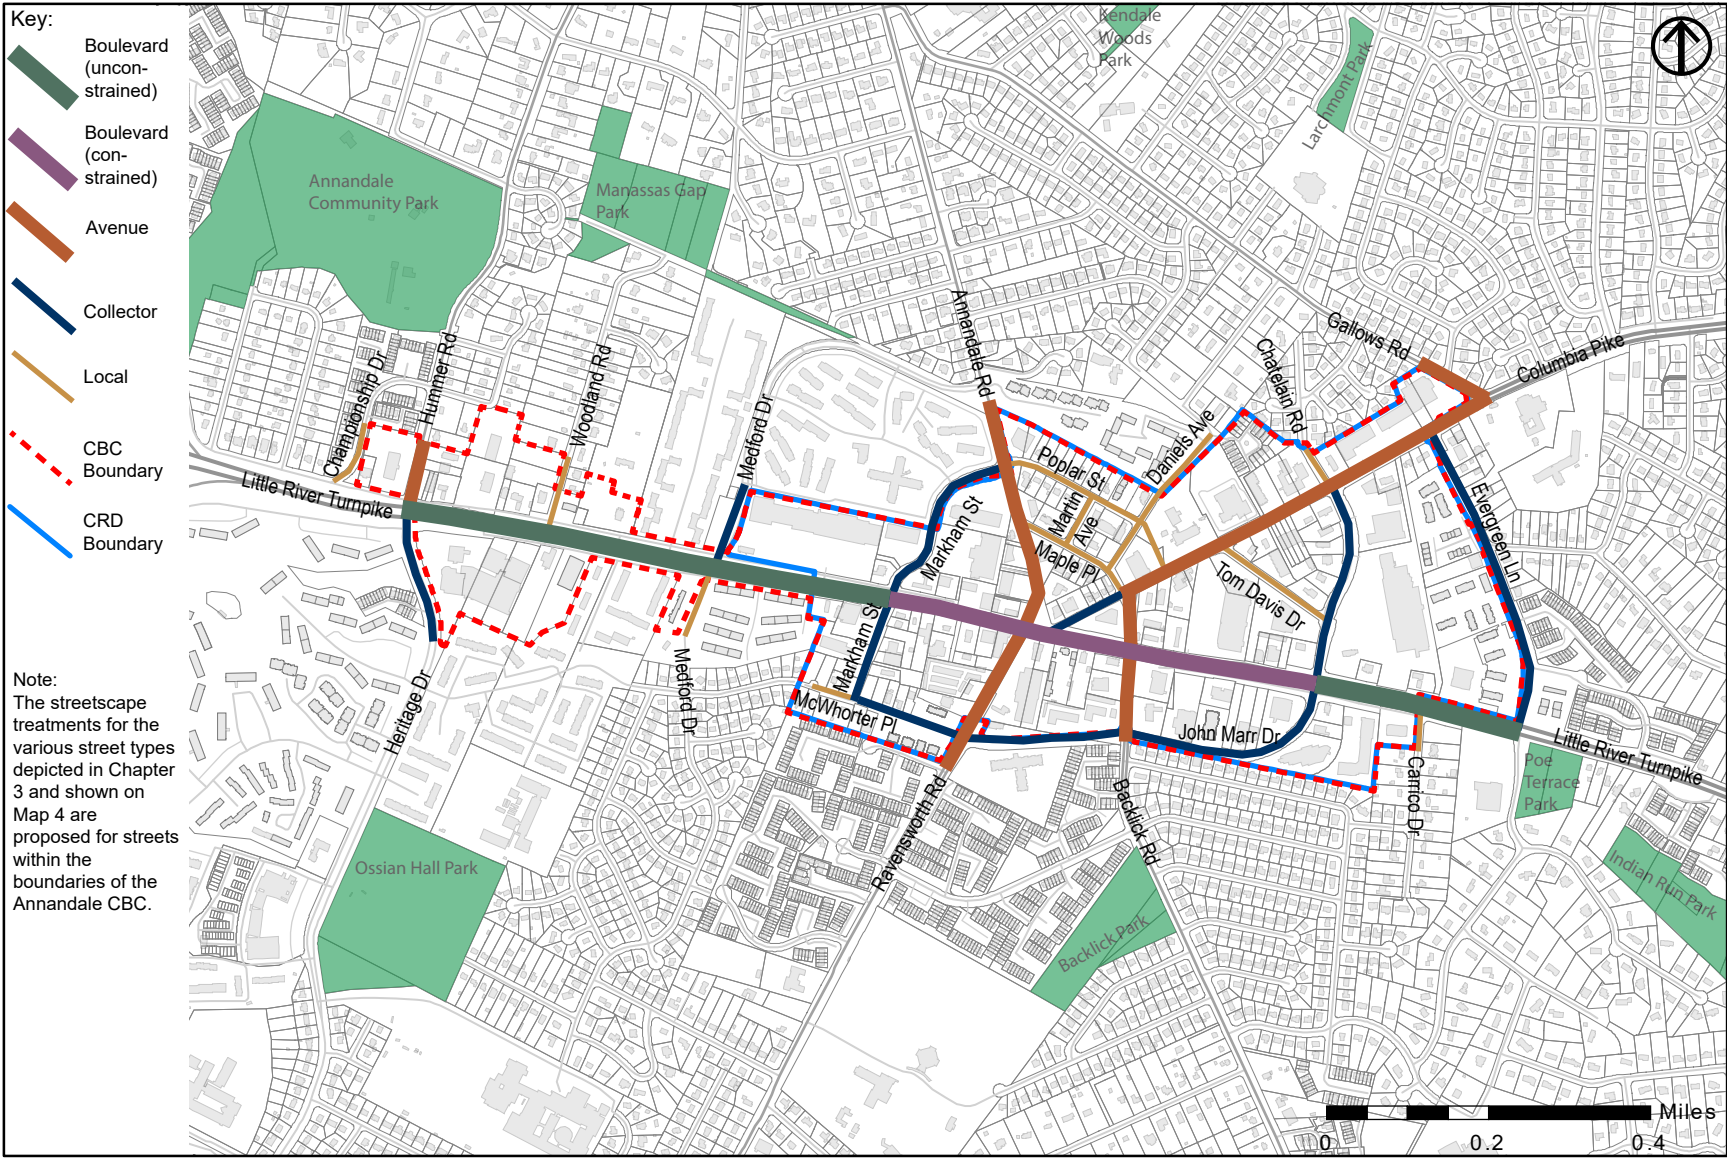 Key:
Boulevard
(uncon-
strained)
Boulevard
(con-
strained)
Avenue
Collector
Local
CBC
Boundary
CRD
Boundary
Note:
The streetscape
treatments for the
various street types
depicted in Chapter
3 and shown on
Map 4 are
proposed for streets
within the
boundaries of the
Annandale CBC.
Kendale
Woods
Park
Larchmont Park
Annandale
Community Park
Manassas Gap
Park
Annandale Rd
Gallows Rd
Columbia Pike
Chatelain Rd
Championship Dr
Hummer Rd
Woodland Rd
Medford Dr
Daniels Ave
Poplar St
Martin
Ave
Maple Pl
Markham St
Little River Turnpike
Evergreen Ln
Tom Davis Dr
Markham St
Medford Dr
McWhorter Pl
Heritage Dr
John Marr Dr
Little River Turnpike
Carrico Dr
Ravensworth Rd
Backlick Rd
Poe
Terrace
Park
Indian Run Park
Ossian Hall Park
Backlick Park
Miles
0
0.2
0.4